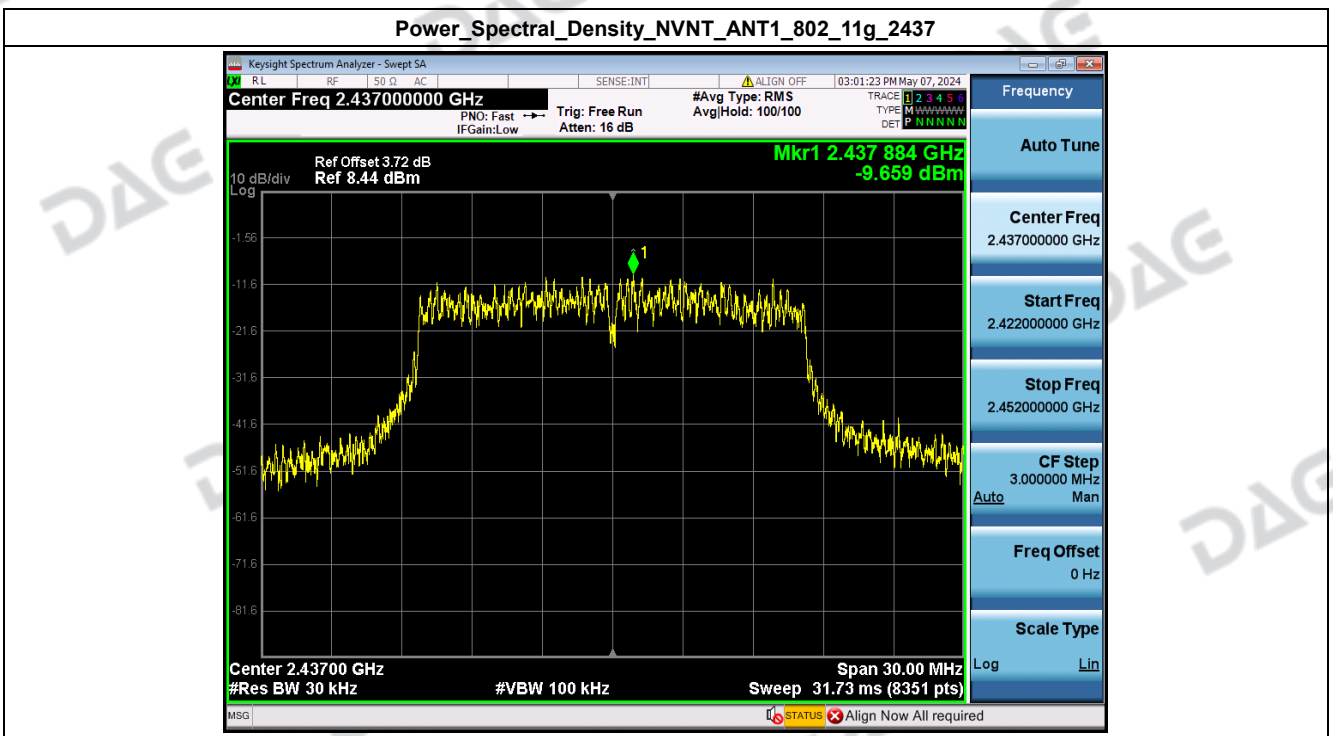 Power_Spectral_Density_NVNT_ANT1_802_11g_2437
Keysight Spectrum Analyzer - Swept SA
LXI RL RF 50 Ω AC SENSE:INT ALIGN OFF 03:01:23 PM May 07, 2024
Center Freq 2.437000000 GHz
PNO: Fast
IFGain:Low
Trig: Free Run
Atten: 16 dB
#Avg Type: RMS
Avg|Hold: 100/100
TRACE 1 2 3 4 5 6
TYPE M WWWWW
DET P N N N N N
Frequency
Mkr1 2.437 884 GHz
-9.659 dBm
Ref Offset 3.72 dB
Ref 8.44 dBm
10 dB/div
Log
1
-1.56
-11.6
-21.6
-31.6
-41.6
-51.6
-61.6
-71.6
-81.6
Center 2.43700 GHz
Span 30.00 MHz
#Res BW 30 kHz
#VBW 100 kHz
Sweep 31.73 ms (8351 pts)
Auto Tune
Center Freq
2.437000000 GHz
Start Freq
2.422000000 GHz
Stop Freq
2.452000000 GHz
CF Step
3.000000 MHz
Auto Man
Freq Offset
0 Hz
Scale Type
Log Lin
MSG
STATUS
Align Now All required
DAG
DAG
DAG
DAG